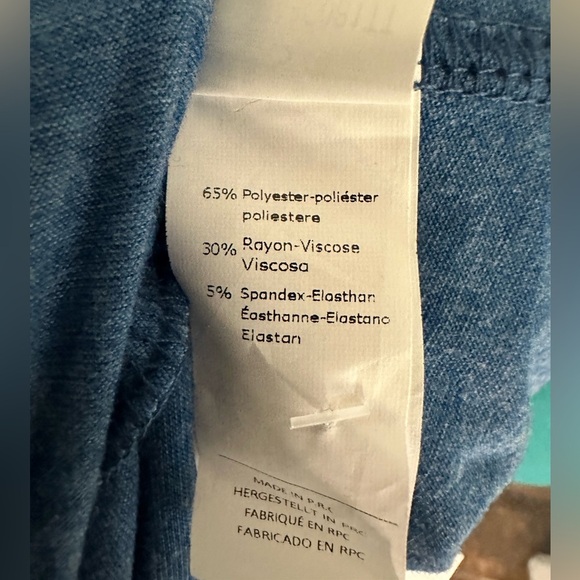 65% Polyester-poliéster
poliestere
30% Rayon-Viscose
Viscosa
5% Spandex-Elasthan
Éasthanne-Elastano
Elastan
MADE IN P.R.C
HERGESTELLT IN PRC
FABRIQUÉ EN RPC
FABRICADO EN RPC